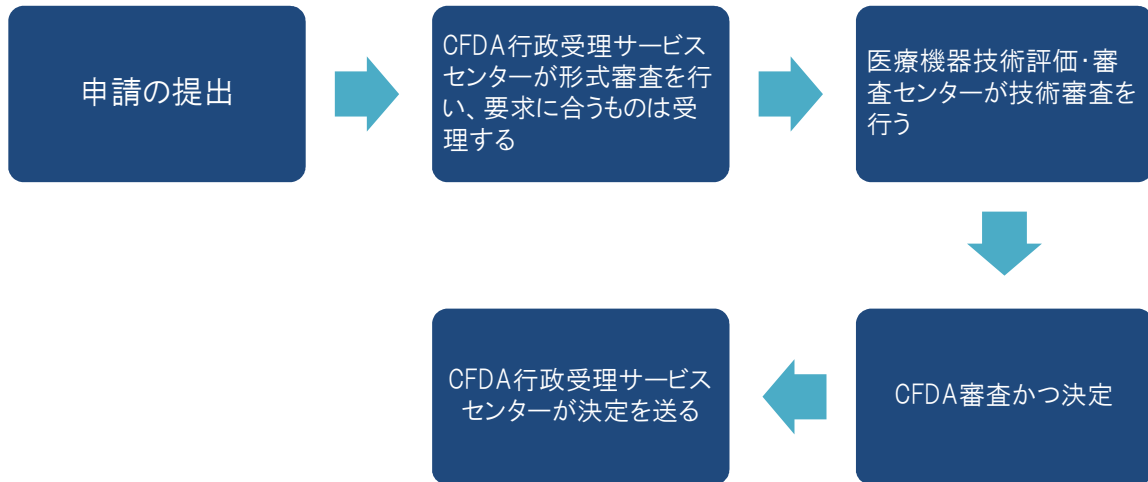 申請の提出
CFDA行政受理サービス
センターが形式審査を行
い、要求に合うものは受
理する
医療機器技術評価・審
査センターが技術審査を
行う
CFDA審査かつ決定
CFDA行政受理サービス
センターが決定を送る